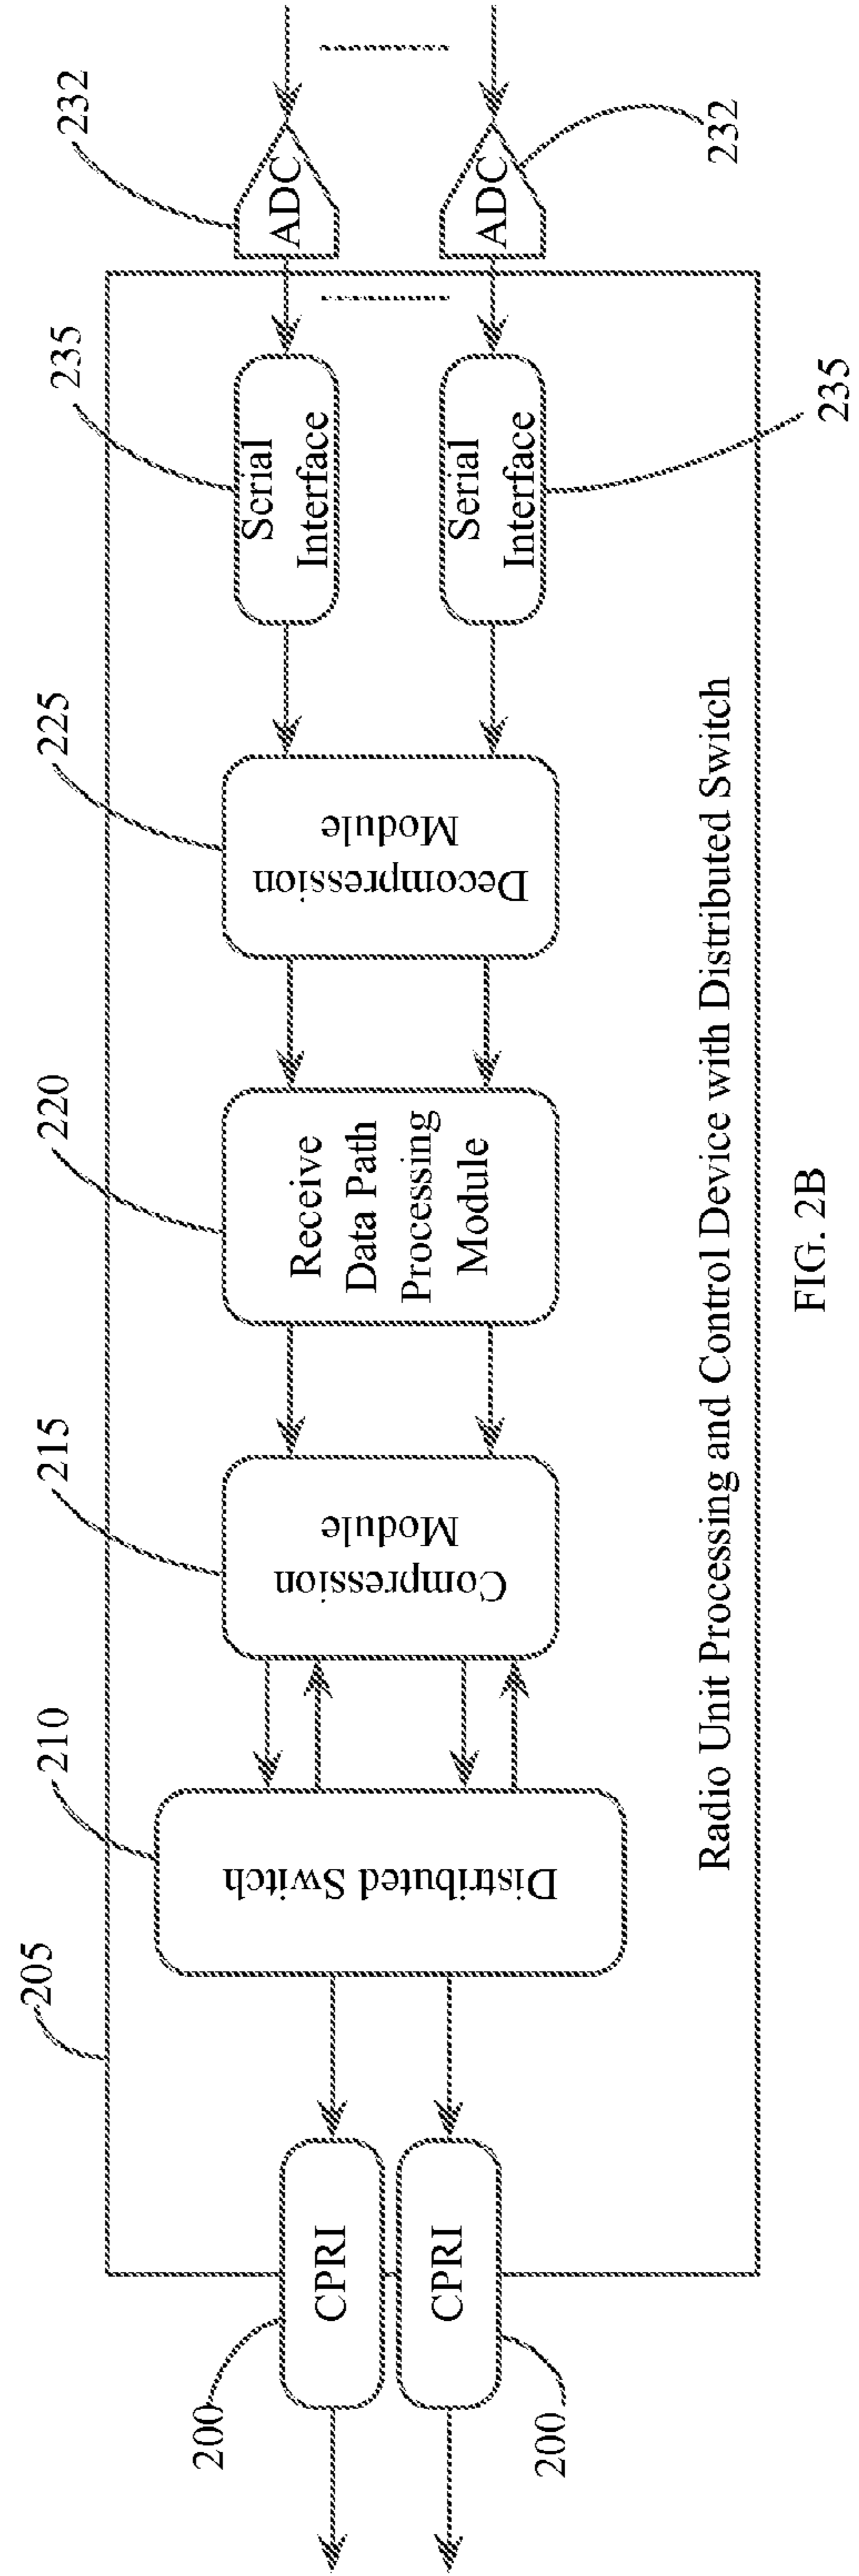 205
210
215
220
225
235
232
200
CPRI
CPRI
200
Distributed Switch
Compression
Module
Receive
Data Path
Processing
Module
Decompression
Module
Serial
Interface
Serial
Interface
235
ADC
ADC
232
Radio Unit Processing and Control Device with Distributed Switch
FIG. 2B